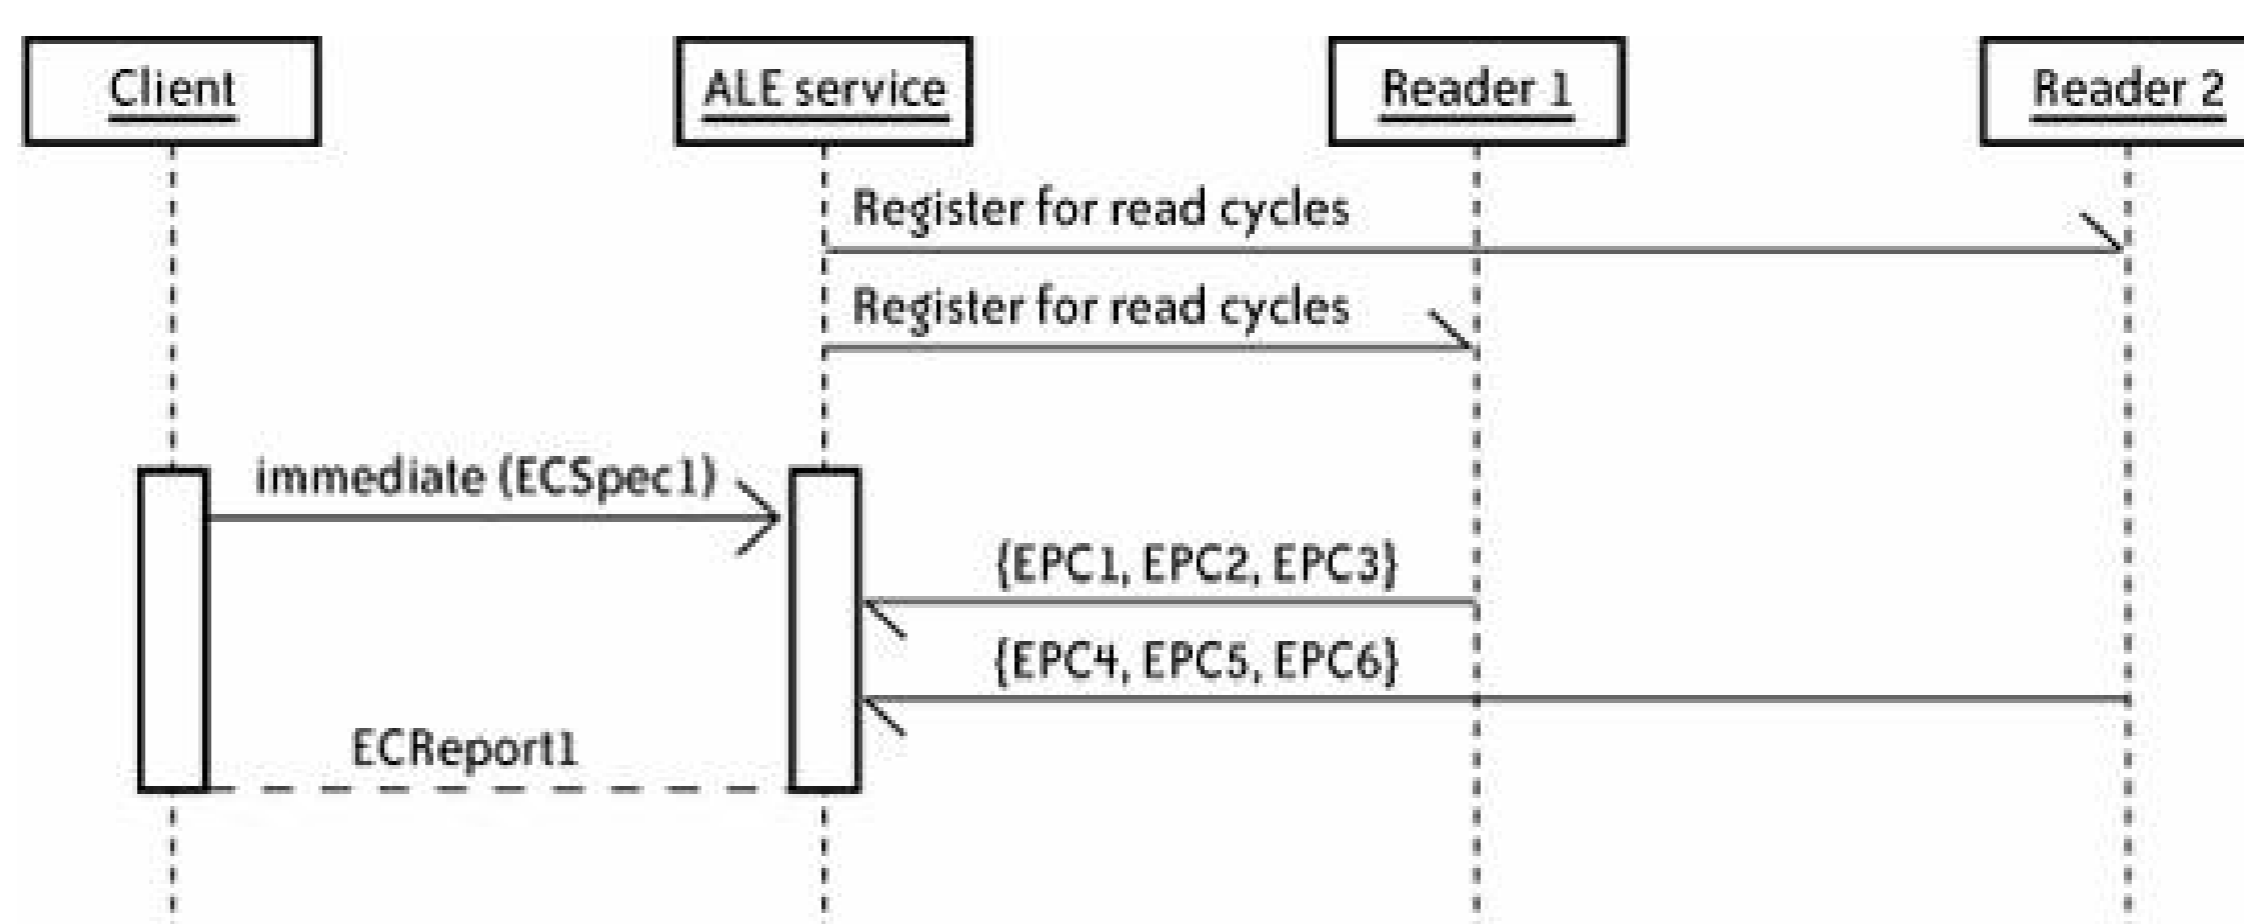 Client
ALE service
Reader 1
Reader 2
Register for read cycles
Register for read cycles
immediate (ECSpec1)
{EPC1, EPC2, EPC3}
{EPC4, EPC5, EPC6}
ECReport1